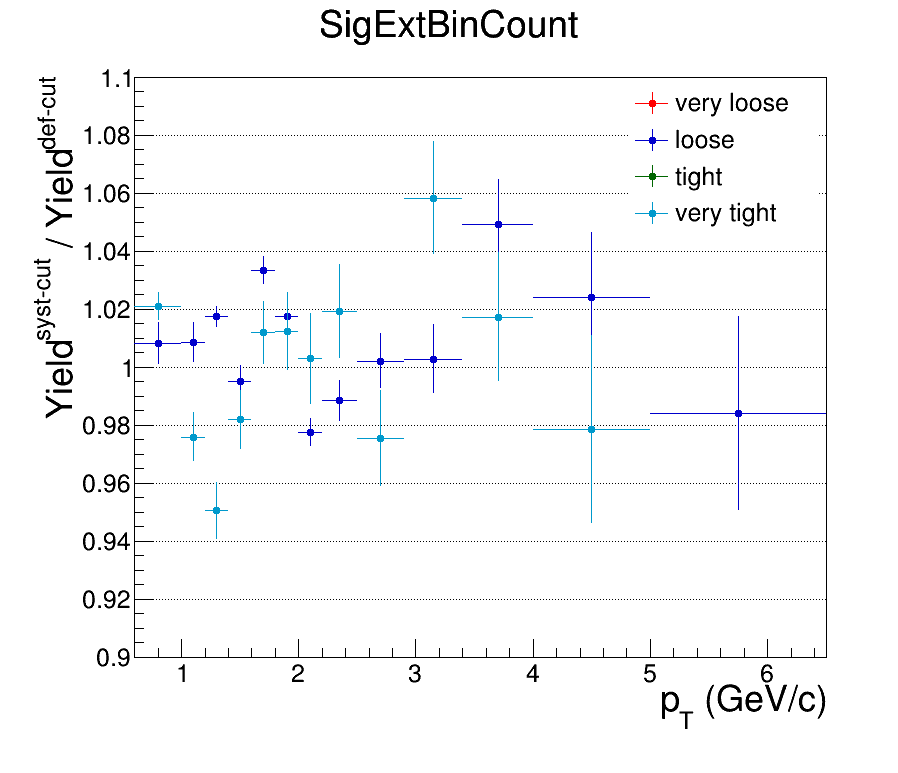 SigExtBinCount
Yield^syst-cut / Yield^def-cut
1.1
1.08
1.06
1.04
1.02
1
0.98
0.96
0.94
0.92
0.9
very loose
loose
tight
very tight
1 2 3 4 5 6
p_T (GeV/c)